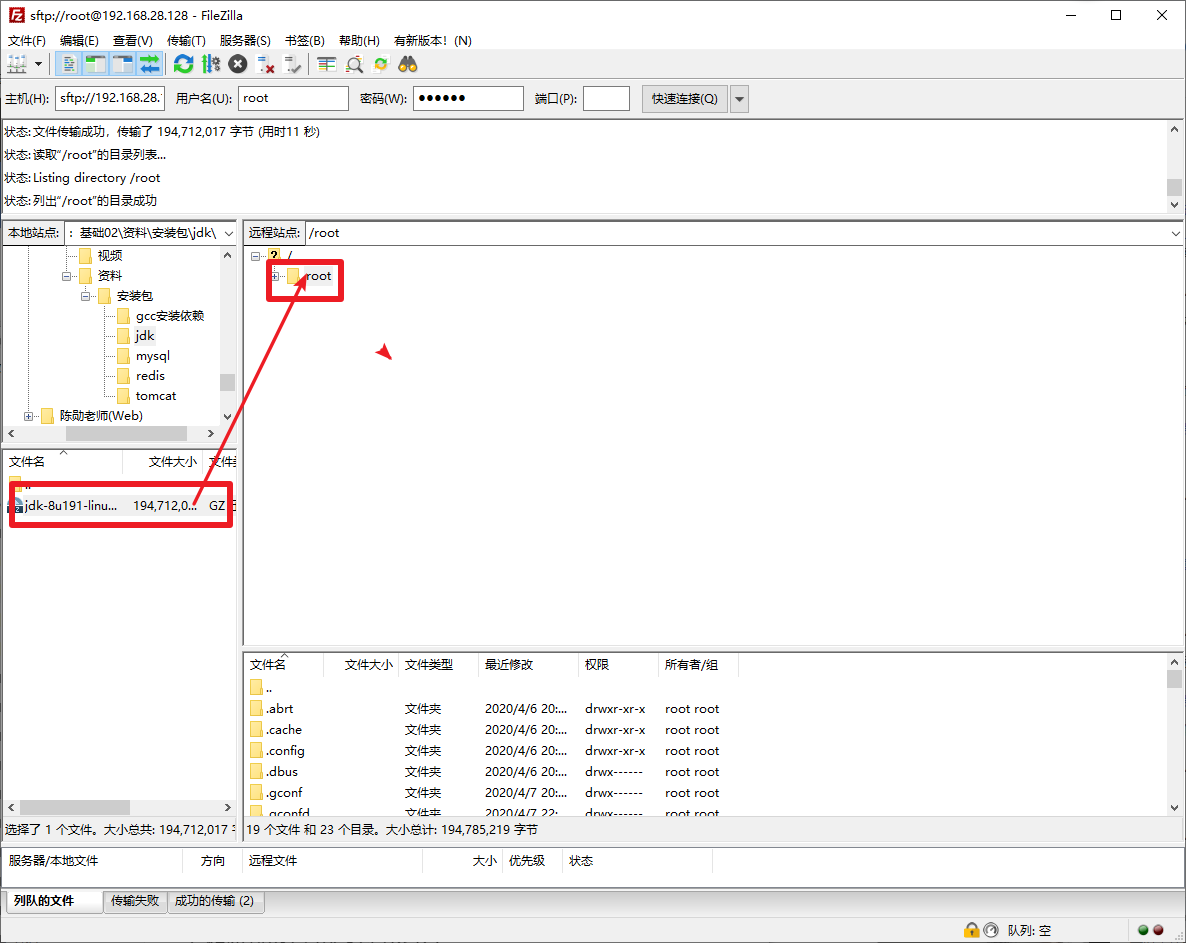 sftp://root@192.168.28.128 - FileZilla
文件(F) 编辑(E) 查看(V) 传输(T) 服务器(S) 书签(B) 帮助(H) 有新版本! (N)
主机(H): sftp://192.168.28. 用户名(U): root 密码(W): ●●●●●● 端口(P): 快速连接(Q)
状态: 文件传输成功，传输了 194,712,017 字节 (用时11 秒)
状态: 读取“/root”的目录列表...
状态: Listing directory /root
状态: 列出“/root”的目录成功
本地站点: : 基础02\资料\安装包\jdk\
视频
资料
安装包
gcc安装依赖
jdk
mysql
redis
tomcat
陈勋老师(Web)
文件名 文件大小 文件类
..
jdk-8u191-linu... 194,712,0... GZ
选择了 1 个文件。大小总共: 194,712,017
远程站点: /root
/
root
文件名 文件大小 文件类型 最近修改 权限 所有者/组
..
.abrt 文件夹 2020/4/6 20:... drwxr-xr-x root root
.cache 文件夹 2020/4/6 20:... drwxr-xr-x root root
.config 文件夹 2020/4/6 20:... drwxr-xr-x root root
.dbus 文件夹 2020/4/6 20:... drwx------ root root
.gconf 文件夹 2020/4/7 20:... drwx------ root root
.gconfd 文件夹 2020/4/7 22:... drwx------ root root
19 个文件 和 23 个目录。大小总计: 194,785,219 字节
服务器/本地文件 方向 远程文件 大小 优先级 状态
列队的文件 传输失败 成功的传输 (2)
队列: 空